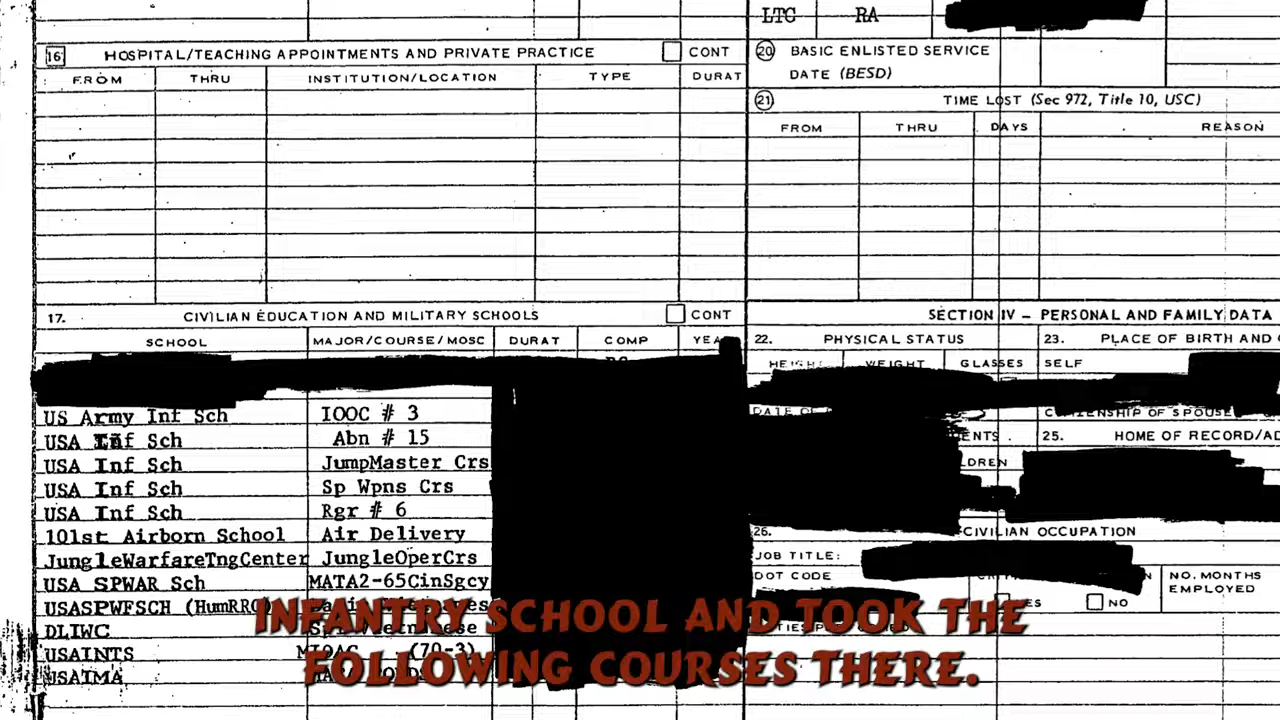 LTC RA
16 HOSPITAL/TEACHING APPOINTMENTS AND PRIVATE PRACTICE CONT
FROM THRU INSTITUTION/LOCATION TYPE DURAT
20 BASIC ENLISTED SERVICE
DATE (BESD)
21 TIME LOST (Sec 972, Title 10, USC)
FROM THRU DAYS REASON
17. CIVILIAN EDUCATION AND MILITARY SCHOOLS CONT
SCHOOL MAJOR/COURSE/MOSC DURAT COMP YEA
US Army Inf Sch IOOC # 3
USA Inf Sch Abn # 15
USA Inf Sch JumpMaster Crs
USA Inf Sch Sp Wpns Crs
USA Inf Sch Rgr # 6
101st Airborn School Air Delivery
JungleWarfareTngCenter JungleOperCrs
USA SPWAR Sch MATA2-65CinSgcy
USASPWFSCH
DLIWC
USAINTS (70-3)
USAIMA
SECTION IV – PERSONAL AND FAMILY DATA
22. PHYSICAL STATUS 23. PLACE OF BIRTH AND
HEIGHT WEIGHT GLASSES SELF
CITIZENSHIP OF SPOUSE
25. HOME OF RECORD/AD
26. CIVILIAN OCCUPATION
JOB TITLE:
DOT CODE
NO NO. MONTHS
EMPLOYED
INFANTRY SCHOOL AND TOOK THE
FOLLOWING COURSES THERE.